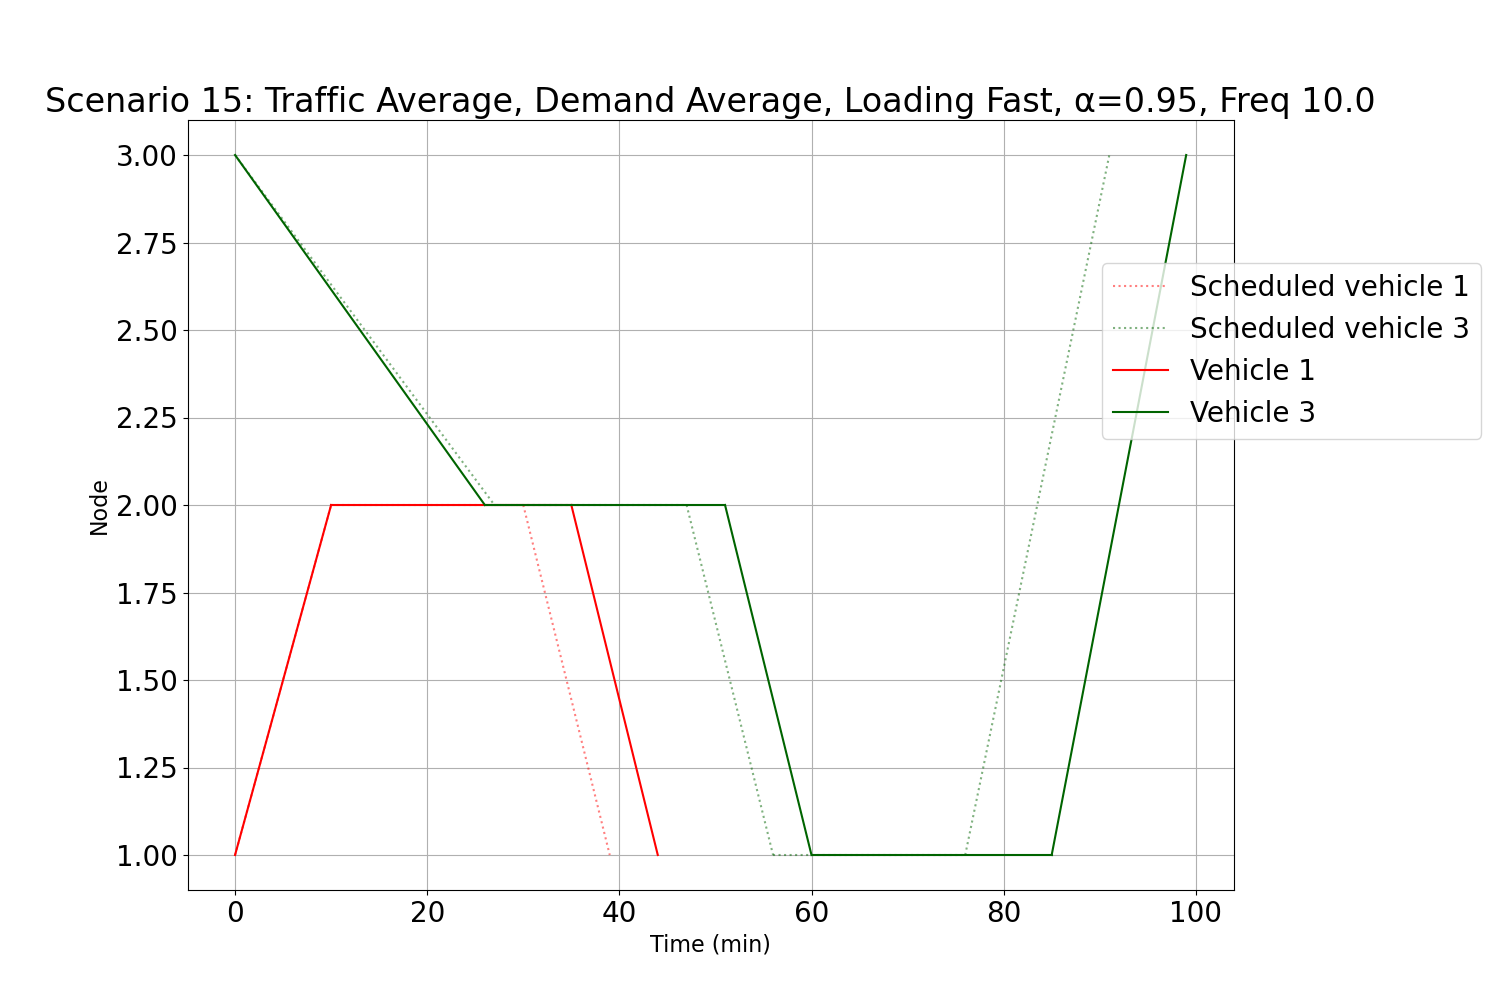 Scenario 15: Traffic Average, Demand Average, Loading Fast, α=0.95, Freq 10.0
3.00
2.75
2.50
2.25
2.00
1.75
1.50
1.25
1.00
Node
Scheduled vehicle 1
Scheduled vehicle 3
Vehicle 1
Vehicle 3
0 20 40 60 80 100
Time (min)